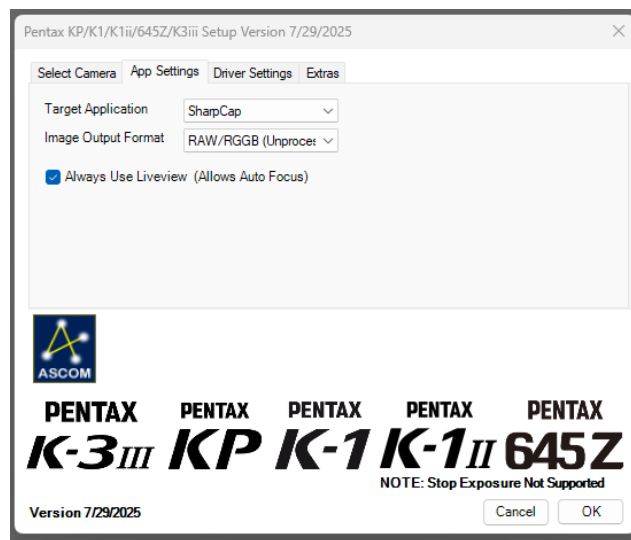 Pentax KP/K1/K1ii/645Z/K3iii Setup Version 7/29/2025
Select Camera App Settings Driver Settings Extras
Target Application SharpCap
Image Output Format RAW/RGGB (Unproces
Always Use Liveview (Allows Auto Focus)
ASCOM
PENTAX PENTAX PENTAX PENTAX PENTAX
K-3III KP K-1 K-1II 645Z
NOTE: Stop Exposure Not Supported
Version 7/29/2025 Cancel OK